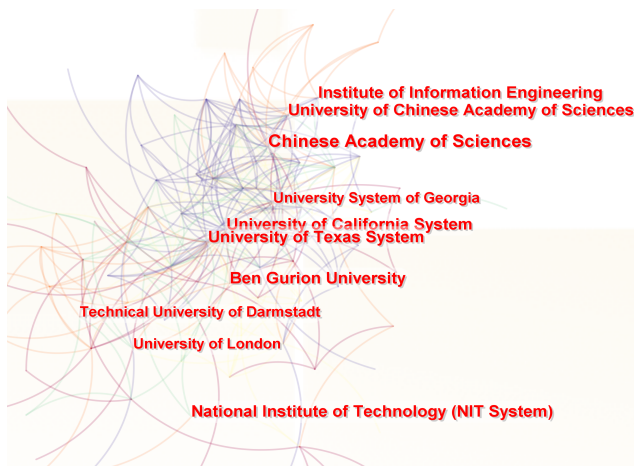 Institute of Information Engineering
University of Chinese Academy of Sciences
Chinese Academy of Sciences
University System of Georgia
University of California System
University of Texas System
Ben Gurion University
Technical University of Darmstadt
University of London
National Institute of Technology (NIT System)